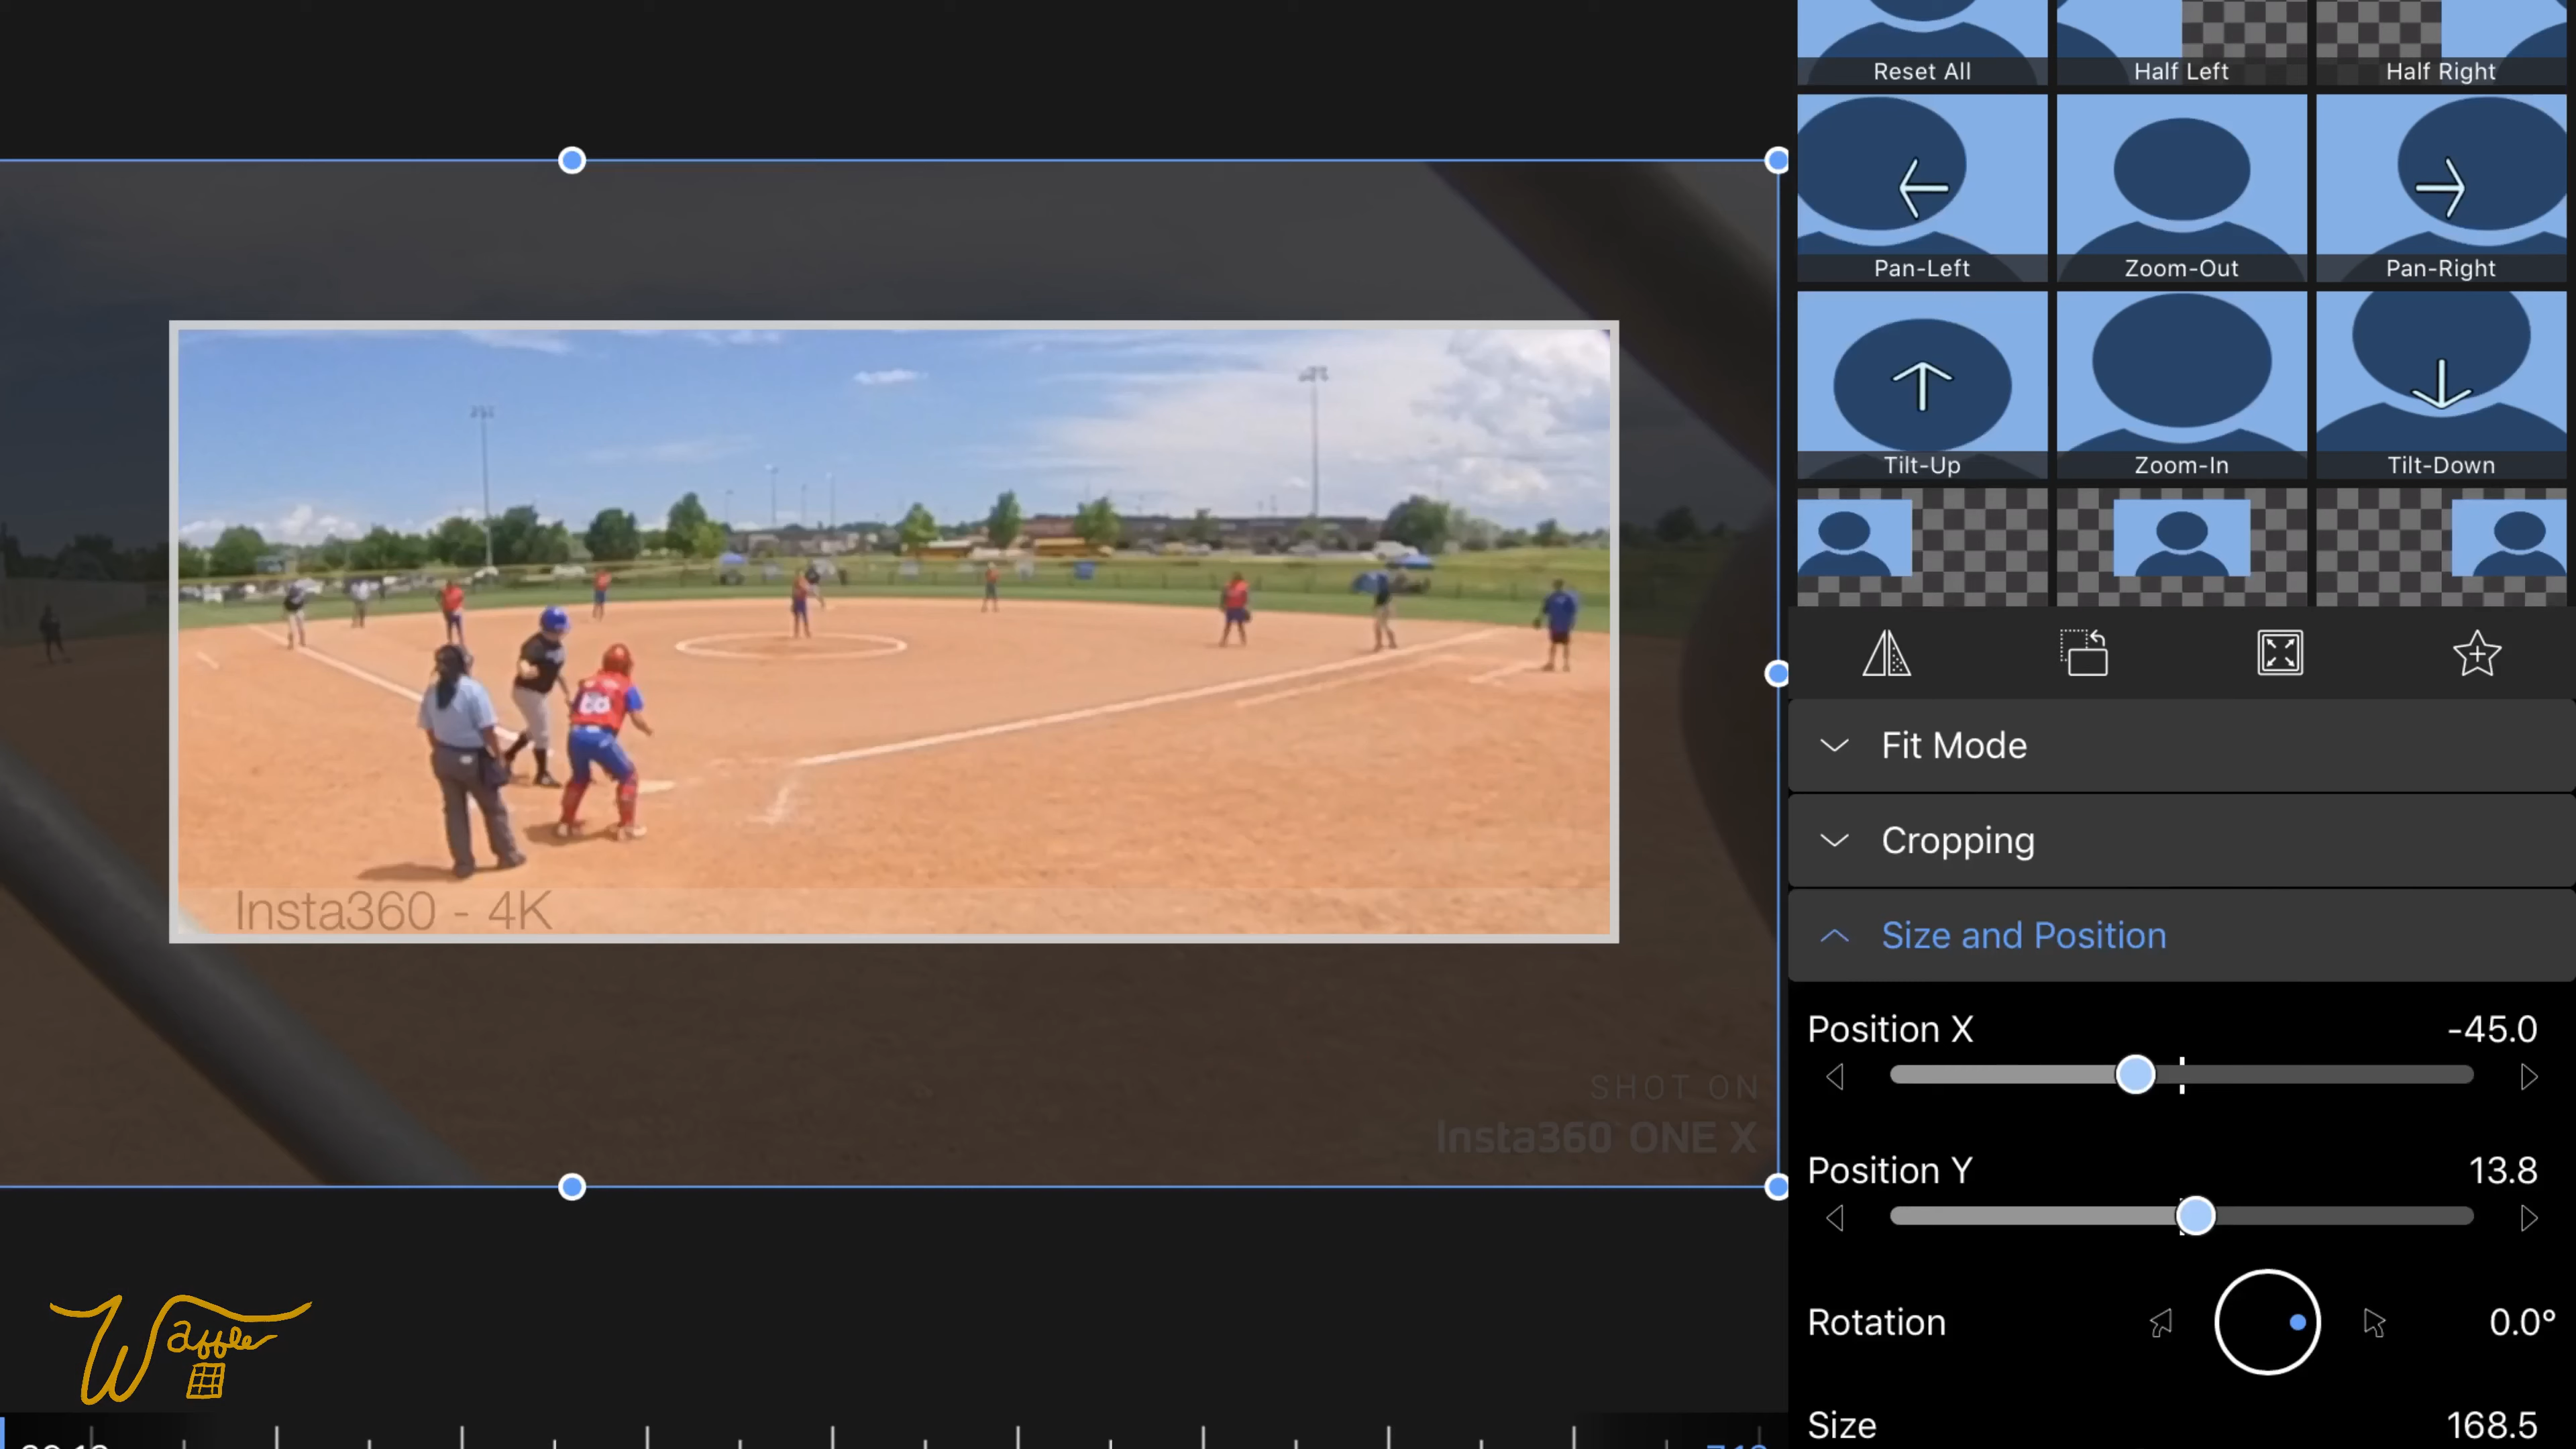 Reset All
Half Left
Half Right
Pan-Left
Zoom-Out
Pan-Right
Tilt-Up
Zoom-In
Tilt-Down
Fit Mode
Cropping
Size and Position
Position X
-45.0
Position Y
13.8
Rotation
0.0°
Size
168.5
Insta360 - 4K
SHOT ON
Insta360 ONE X
Waffle